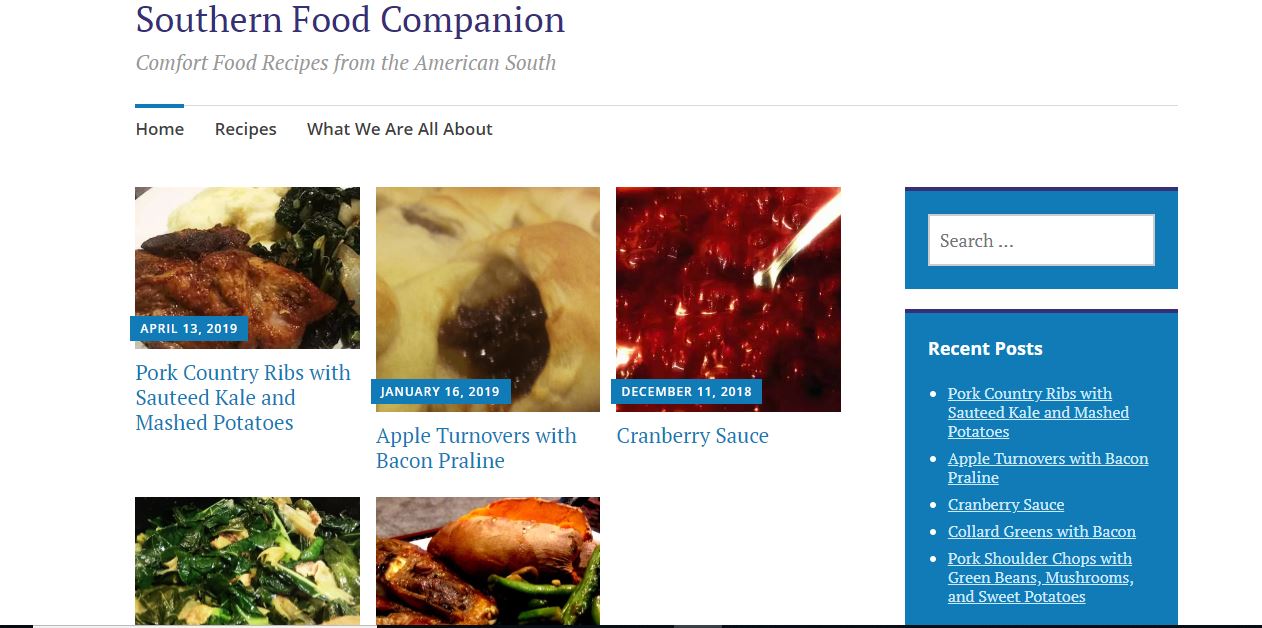 Southern Food Companion
Comfort Food Recipes from the American South
Home Recipes What We Are All About
APRIL 13, 2019
Pork Country Ribs with
Sauteed Kale and
Mashed Potatoes
JANUARY 16, 2019
Apple Turnovers with
Bacon Praline
DECEMBER 11, 2018
Cranberry Sauce
Search ...
Recent Posts
Pork Country Ribs with
Sauteed Kale and Mashed
Potatoes
Apple Turnovers with Bacon
Praline
Cranberry Sauce
Collard Greens with Bacon
Pork Shoulder Chops with
Green Beans, Mushrooms,
and Sweet Potatoes